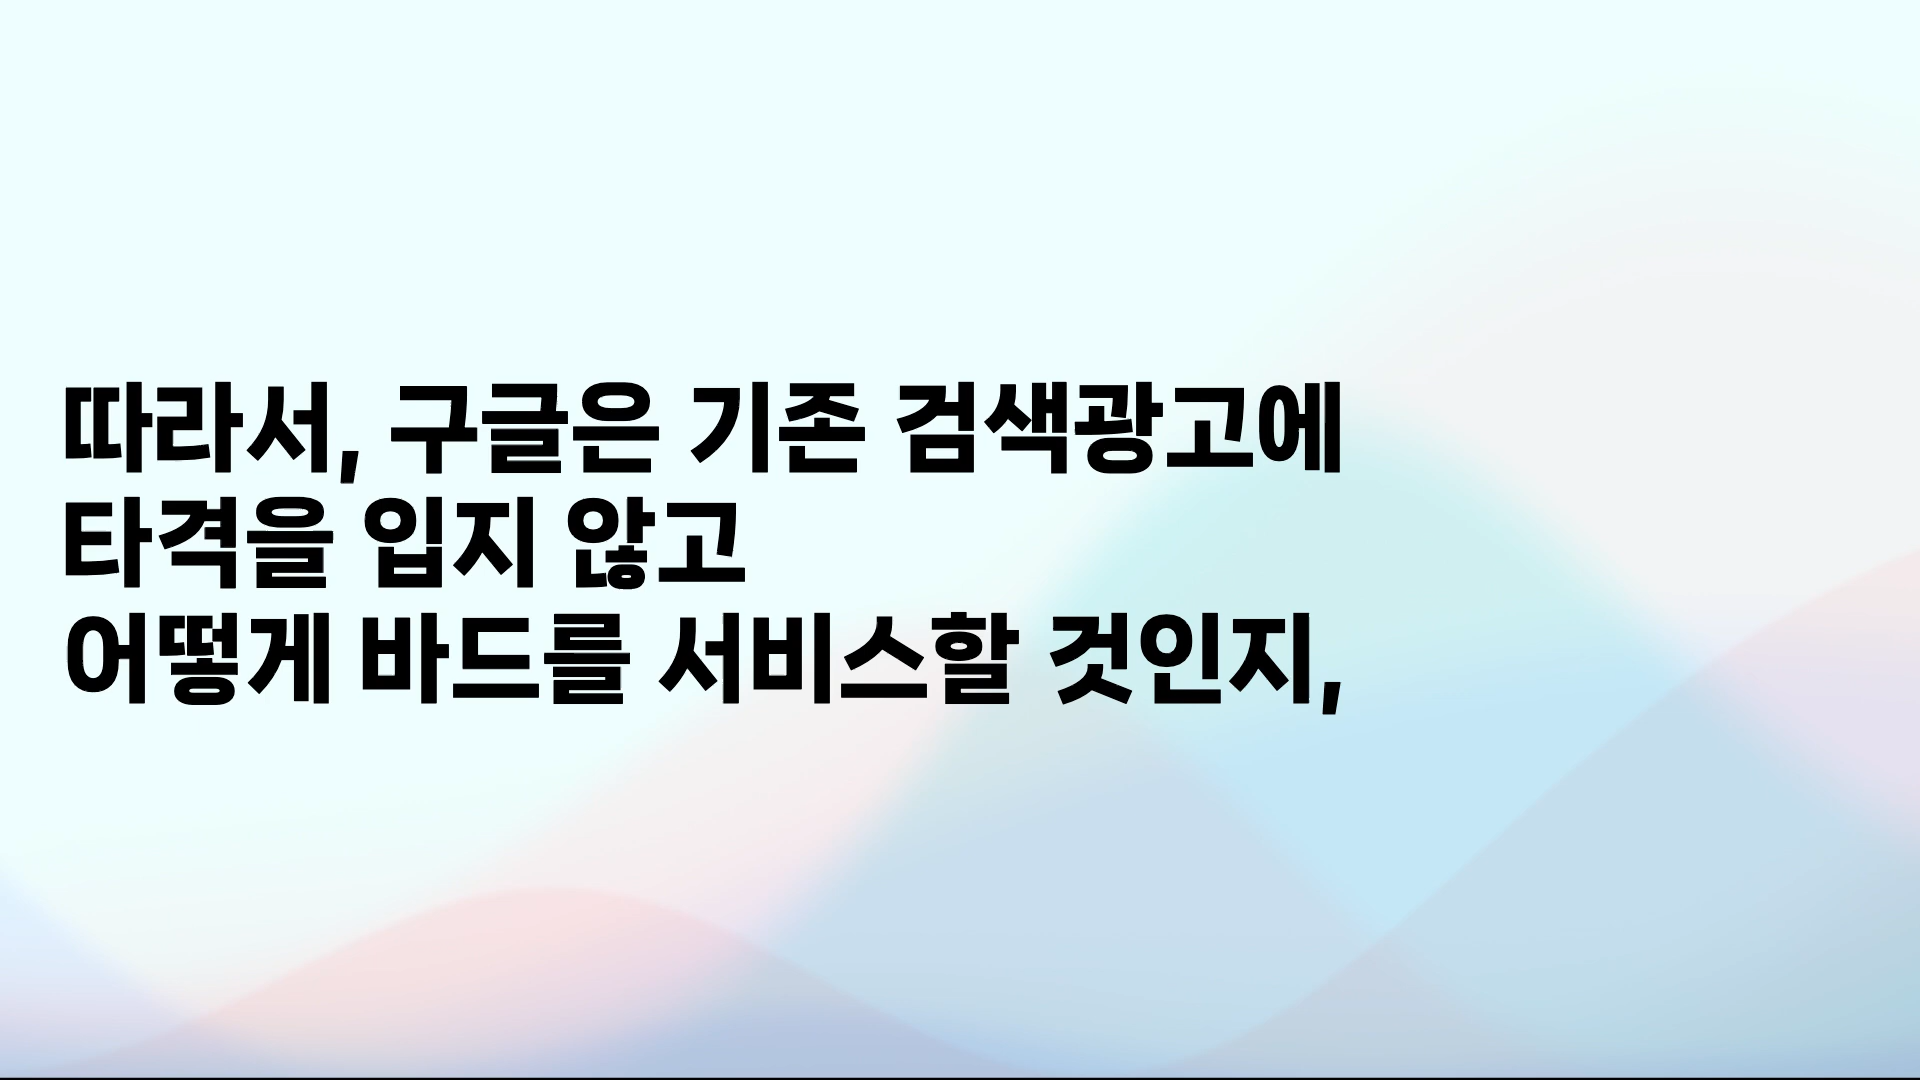 따라서, 구글은 기존 검색광고에
타격을 입지 않고
어떻게 바드를 서비스할 것인지,